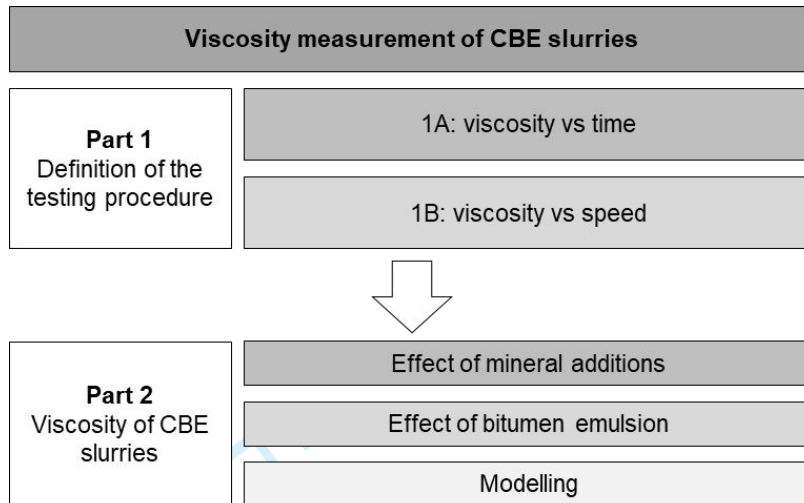 Viscosity measurement of CBE slurries
Part 1
Definition of the
testing procedure
1A: viscosity vs time
1B: viscosity vs speed
Part 2
Viscosity of CBE
slurries
Effect of mineral additions
Effect of bitumen emulsion
Modelling